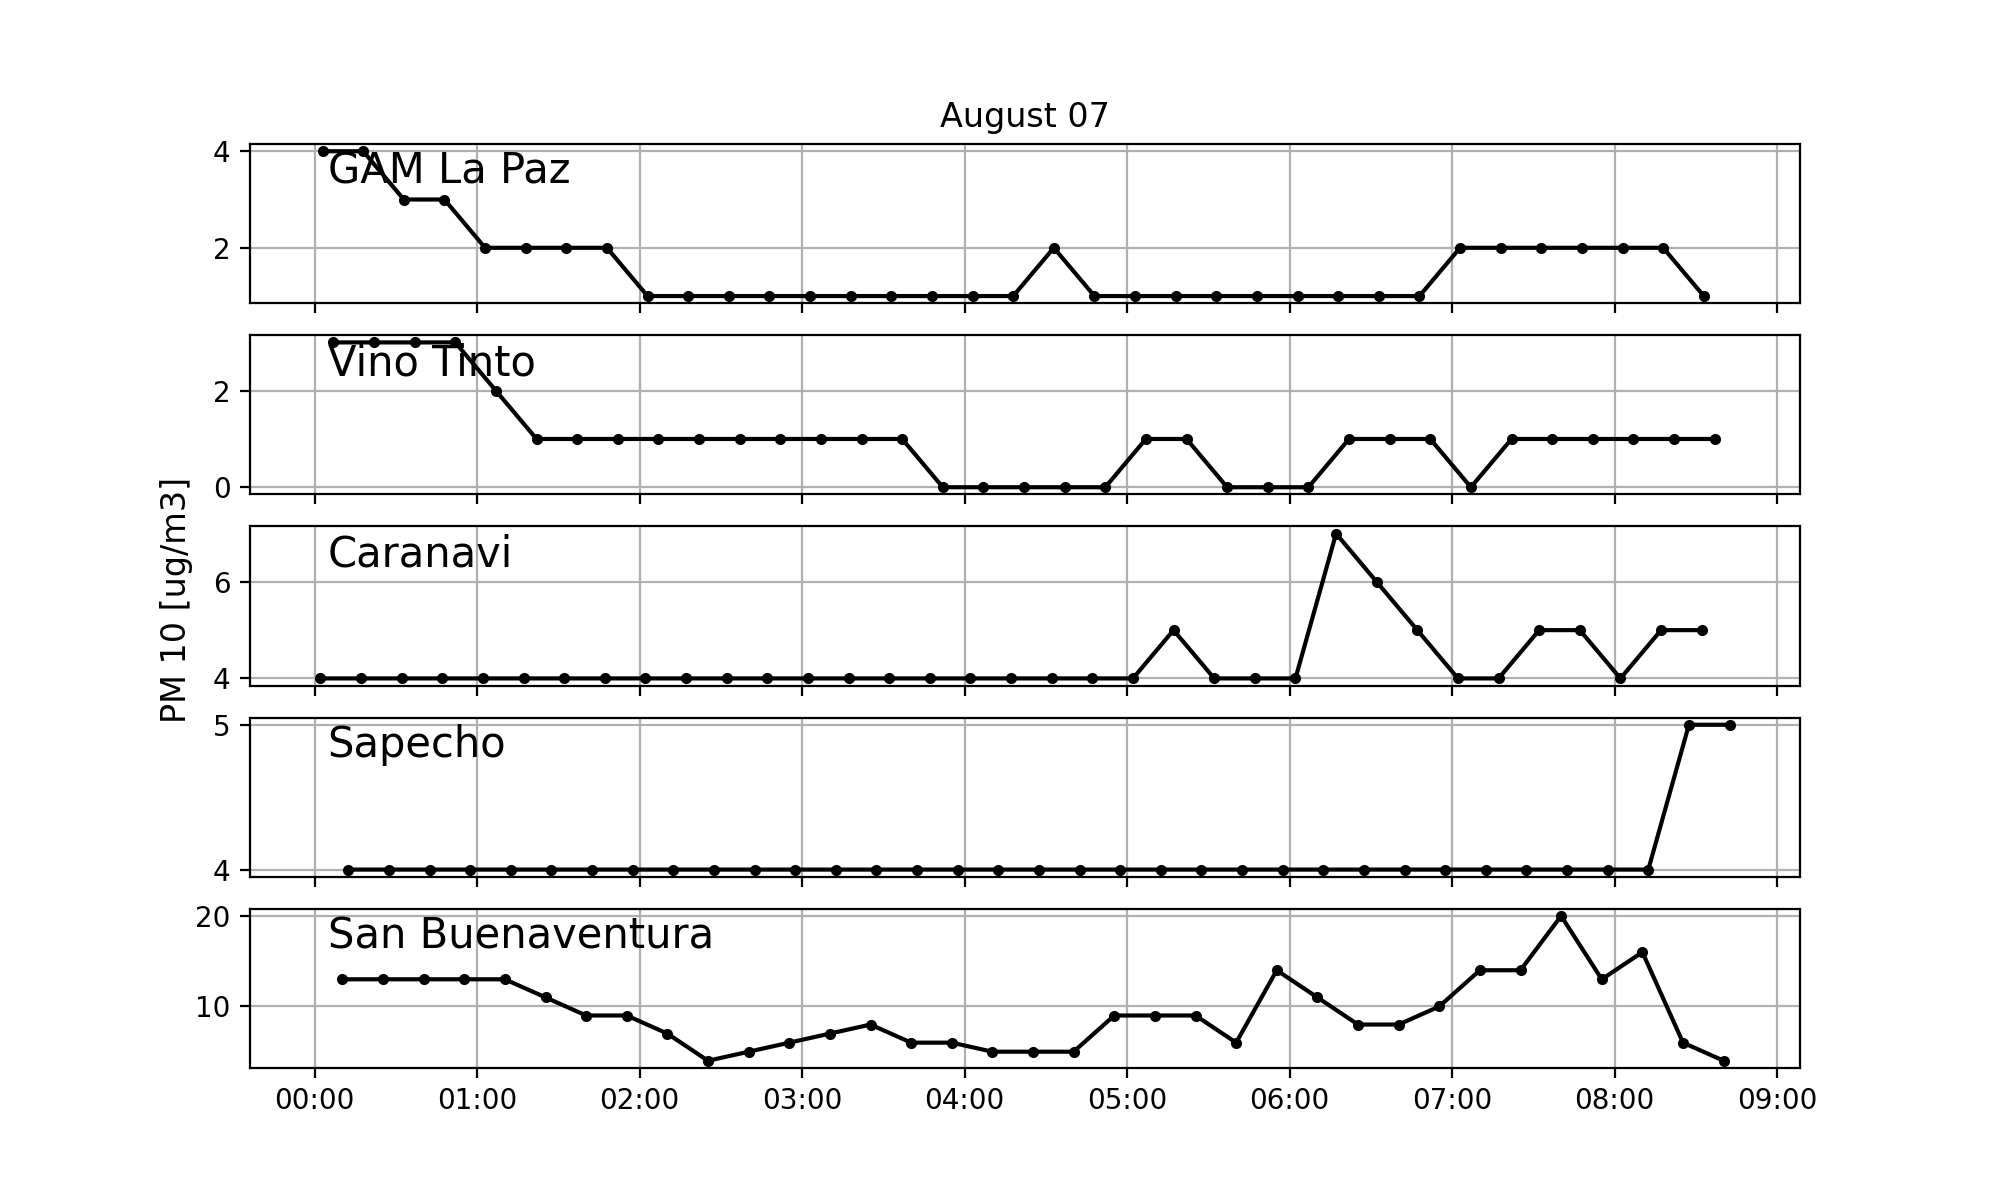 August 07
PM 10 [ug/m3]
4
GAM La Paz
2
Vino Tinto
2
0
Caranavi
6
4
5
Sapecho
4
20
San Buenaventura
10
00:00 01:00 02:00 03:00 04:00 05:00 06:00 07:00 08:00 09:00